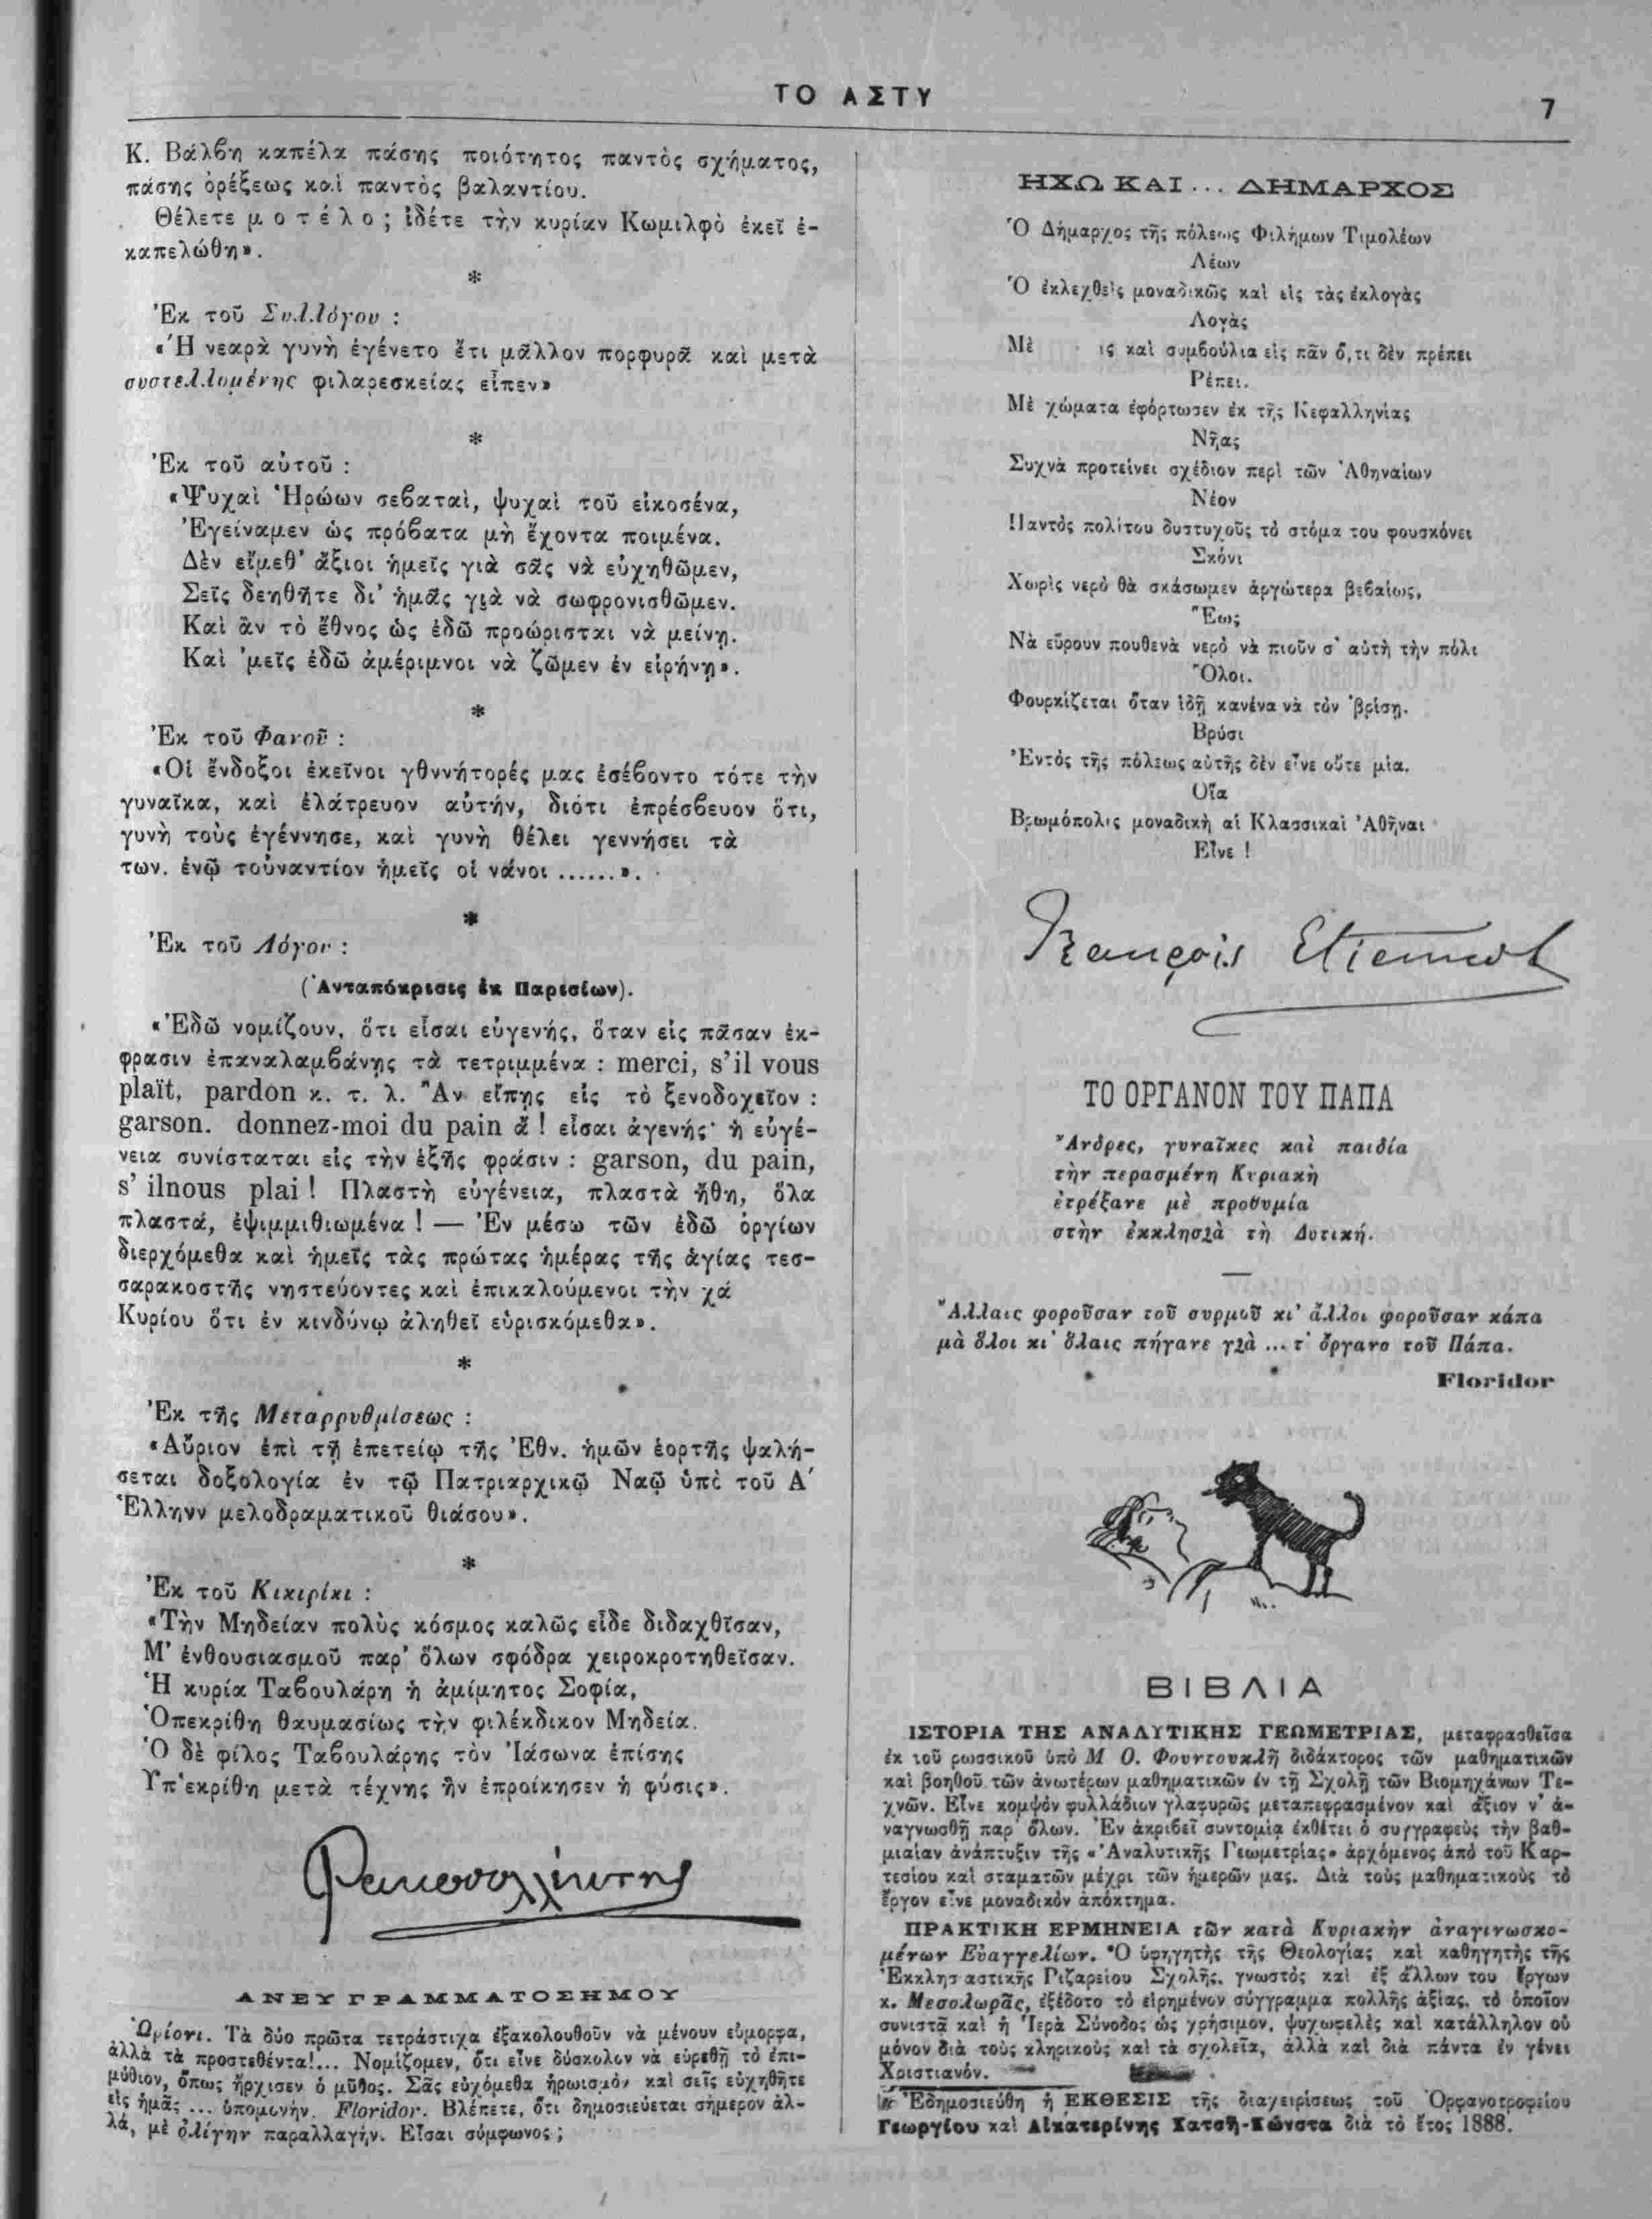 ΤΟ ΑΣΤΥ
7
Κ. Βάλβη καπέλα πάσης ποιότητος παντὸς σχήματος,
πάσης ὀρέξεως καὶ παντὸς βαλαντίου.
Θέλετε μ ο τ έ λ ο ; ἰδέτε τὴν κυρίαν Κωμιλφὸ ἐκεῖ ἐ-
καπελώθη».
*
Ἐκ τοῦ Συλλόγου :
«Ἡ νεαρὰ γυνὴ ἐγένετο ἔτι μᾶλλον πορφυρᾶ καὶ μετὰ
συστελλομένης φιλαρεσκείας εἶπεν»
*
Ἐκ τοῦ αὐτοῦ :
«Ψυχαὶ Ἡρώων σεβαταὶ, ψυχαὶ τοῦ εἰκοσένα,
Ἐγείναμεν ὡς πρόβατα μὴ ἔχοντα ποιμένα.
Δὲν εἴμεθ' ἄξιοι ἡμεῖς γιὰ σᾶς νὰ εὐχηθῶμεν,
Σεῖς δεηθῆτε δι' ἡμᾶς γιὰ νὰ σωφρονισθῶμεν.
Καὶ ἂν τὸ ἔθνος ὡς ἐδῶ προώρισται νὰ μείνῃ.
Καὶ 'μεῖς ἐδῶ ἀμέριμνοι νὰ ζῶμεν ἐν εἰρήνῃ».
*
Ἐκ τοῦ Φανοῦ :
«Οἱ ἔνδοξοι ἐκεῖνοι γθννήτορές μας ἐσέβοντο τότε τὴν
γυναῖκα, καὶ ἐλάτρευον αὐτήν, διότι ἐπρέσβευον ὅτι,
γυνὴ τοὺς ἐγέννησε, καὶ γυνὴ θέλει γεννήσει τὰ
των. ἐνῷ τοὐναντίον ἡμεῖς οἱ νάνοι ......».
*
Ἐκ τοῦ Λόγου :
(Ἀνταπόκρισις ἐκ Παρισίων).
«Ἐδῶ νομίζουν, ὅτι εἶσαι εὐγενής, ὅταν εἰς πᾶσαν ἔκ-
φρασιν ἐπαναλαμβάνῃς τὰ τετριμμένα : merci, s'il vous
plaït, pardon κ. τ. λ. Ἂν εἴπῃς εἰς τὸ ξενοδοχεῖον :
garson. donnez-moi du pain ἄ ! εἶσαι ἀγενής· ἡ εὐγέ-
νεια συνίσταται εἰς τὴν ἑξῆς φράσιν : garson, du pain,
s' ilnous plai ! Πλαστὴ εὐγένεια, πλαστὰ ἤθη, ὅλα
πλαστά, ἐψιμμιθιωμένα ! — Ἐν μέσω τῶν ἐδῶ ὀργίων
διερχόμεθα καὶ ἡμεῖς τὰς πρώτας ἡμέρας τῆς ἁγίας τεσ-
σαρακοστῆς νηστεύοντες καὶ ἐπικαλούμενοι τὴν χά
Κυρίου ὅτι ἐν κινδύνῳ ἀληθεῖ εὑρισκόμεθα».
*
Ἐκ τῆς Μεταρρυθμίσεως :
«Αὔριον ἐπὶ τῇ ἐπετείῳ τῆς Ἐθν. ἡμῶν ἑορτῆς ψαλή-
σεται δοξολογία ἐν τῷ Πατριαρχικῷ Ναῷ ὑπὸ τοῦ Α΄
Ἑλληνν μελοδραματικοῦ θιάσου».
*
Ἐκ τοῦ Κικιρίκι :
«Τὴν Μηδείαν πολὺς κόσμος καλῶς εἶδε διδαχθῖσαν,
Μ' ἐνθουσιασμοῦ παρ' ὅλων σφόδρα χειροκροτηθεῖσαν.
Ἡ κυρία Ταβουλάρη ἡ ἀμίμητος Σοφία,
Ὁπεκρίθη θαυμασίως τὴν φιλέκδικον Μηδεία.
Ὁ δὲ φίλος Ταβουλάρης τὸν Ἰάσωνα ἐπίσης
Ὑπ'εκρίθη μετὰ τέχνης ἣν ἐπροίκησεν ἡ φύσις».
ΑΝΕΥ ΓΡΑΜΜΑΤΟΣΗΜΟΥ
Ὠρίονι. Τὰ δύο πρῶτα τετράστιχα ἐξακολουθοῦν νὰ μένουν εὔμορφα,
ἀλλὰ τὰ προστεθέντα!... Νομίζομεν, ὅτι εἶνε δύσκολον νὰ εὑρεθῇ τὸ ἐπι-
μύθιον, ὅπως ἤρχισεν ὁ μῦθος. Σᾶς εὐχόμεθα ἡρωισμὸν καὶ σεῖς εὐχηθῆτε
εἰς ἡμᾶς ... ὑπομονήν. Floridor. Βλέπετε, ὅτι δημοσιεύεται σήμερον ἀλ-
λά, μὲ ὀλίγην παραλλαγήν. Εἶσαι σύμφωνος ;
ΗΧΩ ΚΑΙ... ΔΗΜΑΡΧΟΣ
Ὁ Δήμαρχος τῆς πόλεως Φιλήμων Τιμολέων
Λέων
Ὁ ἐκλεχθεὶς μοναδικῶς καὶ εἰς τὰς ἐκλογὰς
Λογὰς
Μὲ ις καὶ συμβούλια εἰς πᾶν ὅ,τι δὲν πρέπει
Ρέπει.
Μὲ χώματα ἐφόρτωσεν ἐκ τῆς Κεφαλληνίας
Νῆας
Συχνὰ προτείνει σχέδιον περὶ τῶν Ἀθηναίων
Νέον
Παντὸς πολίτου δυστυχοῦς τὸ στόμα του φουσκόνει
Σκόνι
Χωρὶς νερὸ θὰ σκάσωμεν ἀργώτερα βεβαίως,
Ἕως
Νὰ εὕρουν πουθενὰ νερὸ νὰ πιοῦν σ' αὐτὴ τὴν πόλι
Ὅλοι.
Φουρκίζεται ὅταν ἰδῇ κανένα νὰ τὸν 'βρίσῃ.
Βρύσι
Ἐντὸς τῆς πόλεως αὐτῆς δὲν εἶνε οὔτε μία.
Οἵα
Βρωμόπολις μοναδικὴ αἱ Κλασσικαὶ Ἀθῆναι
Εἶνε !
François Etiennot
ΤΟ ΟΡΓΑΝΟΝ ΤΟΥ ΠΑΠΑ
Ἄνδρες, γυναῖκες καὶ παιδία
τὴν περασμένη Κυριακὴ
ἐτρέξανε μὲ προθυμία
στὴν ἐκκλησιὰ τὴ Δυτική.
—
Ἄλλαις φοροῦσαν τοῦ συρμοῦ κι' ἄλλοι φοροῦσαν κάπα
μὰ ὅλοι κι' ὅλαις πήγανε γιὰ ... τ' ὄργανο τοῦ Πάπα.
Floridor
ΒΙΒΛΙΑ
ΙΣΤΟΡΙΑ ΤΗΣ ΑΝΑΛΥΤΙΚΗΣ ΓΕΩΜΕΤΡΙΑΣ, μεταφρασθεῖσα
ἐκ τοῦ ρωσσικοῦ ὑπὸ Μ Ο. Φουντουκλῆ διδάκτορος τῶν μαθηματικῶν
καὶ βοηθοῦ τῶν ἀνωτέρων μαθηματικῶν ἐν τῇ Σχολῇ τῶν Βιομηχάνων Τε-
χνῶν. Εἶνε κομψὸν φυλλάδιον γλαφυρῶς μεταπεφρασμένον καὶ ἄξιον ν' ἀ-
ναγνωσθῇ παρ' ὅλων. Ἐν ἀκριβεῖ συντομίᾳ ἐκθέτει ὁ συγγραφεὺς τὴν βαθ-
μιαίαν ἀνάπτυξιν τῆς «Ἀναλυτικῆς Γεωμετρίας» ἀρχόμενος ἀπὸ τοῦ Καρ-
τεσίου καὶ σταματῶν μέχρι τῶν ἡμερῶν μας. Διὰ τοὺς μαθηματικοὺς τὸ
ἔργον εἶνε μοναδικὸν ἀπόκτημα.
ΠΡΑΚΤΙΚΗ ΕΡΜΗΝΕΙΑ τῶν κατὰ Κυριακὴν ἀναγινωσκο-
μένων Εὐαγγελίων. Ὁ ὑφηγητὴς τῆς Θεολογίας καὶ καθηγητὴς τῆς
Ἐκκλησ αστικῆς Ριζαρείου Σχολῆς, γνωστὸς καὶ ἐξ ἄλλων του ἔργων
κ. Μεσολωρᾶς, ἐξέδοτο τὸ εἰρημένον σύγγραμμα πολλῆς ἀξίας, τὸ ὁποῖον
συνιστᾷ καὶ ἡ Ἱερὰ Σύνοδος ὡς χρήσιμον, ψυχωφελὲς καὶ κατάλληλον οὐ
μόνον διὰ τοὺς κληρικοὺς καὶ τὰ σχολεῖα, ἀλλὰ καὶ διὰ πάντα ἐν γένει
Χριστιανόν.
Ἐδημοσιεύθη ἡ ΕΚΘΕΣΙΣ τῆς διαχειρίσεως τοῦ Ὀρφανοτροφείου
Γεωργίου καὶ Αἰκατερίνης Χατσῆ-Κώνστα διὰ τὸ ἔτος 1888.